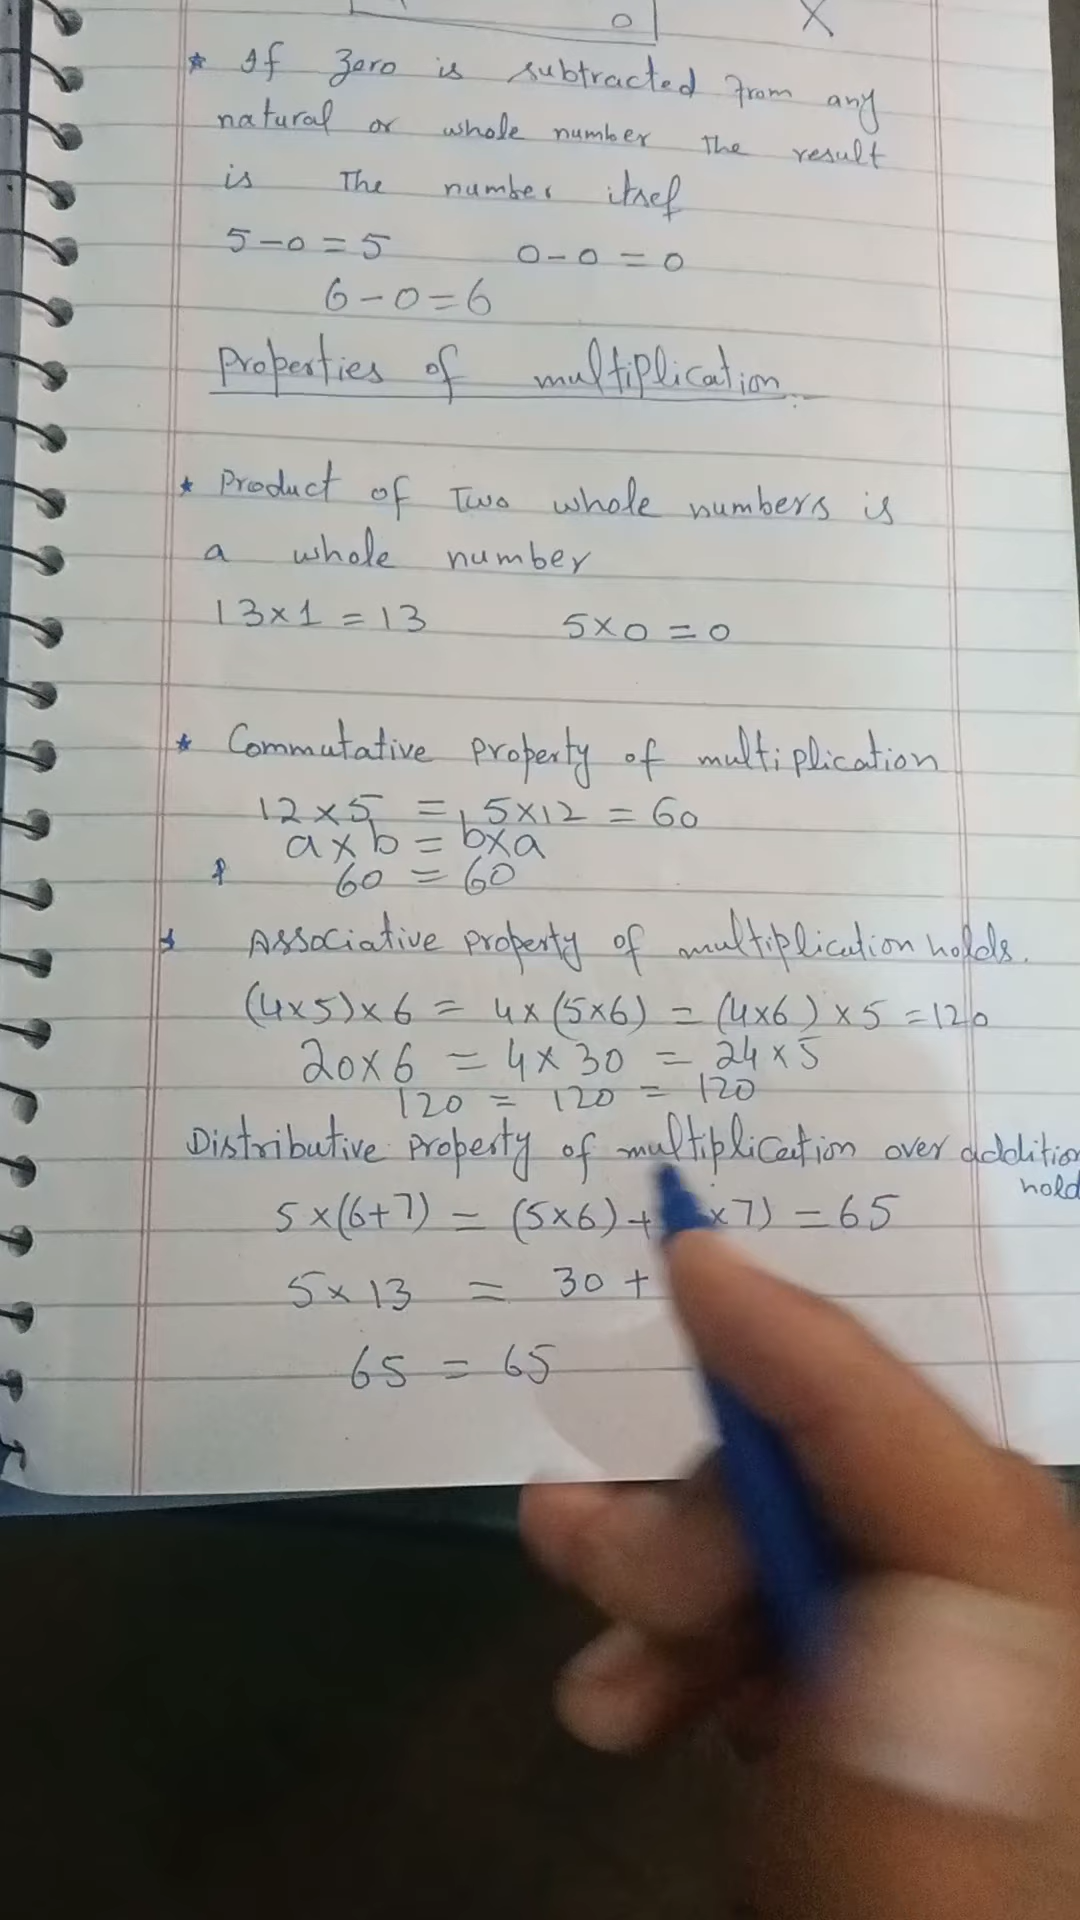 0 X
* If zero is subtracted from any
natural or whole number The result
is The number itsef
5-0=5 0-0=0
6-0=6
Properties of multiplication
* Product of Two whole numbers is
a whole number
13×1=13 5×0=0
* Commutative property of multiplication
12×5 = 5×12 = 60
a×b = b×a
60 = 60
* Associative property of multiplication holds.
(4×5)×6 = 4×(5×6) = (4×6)×5 = 120
20×6 = 4×30 = 24×5
120 = 120 = 120
Distributive property of multiplication over addition
hold
5×(6+7) = (5×6)+ ×7) = 65
5×13 = 30+
65 = 65